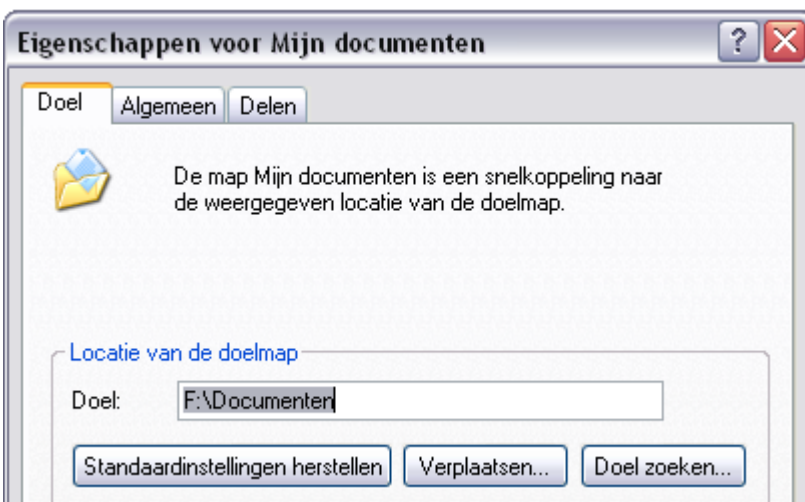 Eigenschappen voor Mijn documenten
Doel Algemeen Delen
De map Mijn documenten is een snelkoppeling naar
de weergegeven locatie van de doelmap.
Locatie van de doelmap
Doel: F:\Documenten
Standaardinstellingen herstellen Verplaatsen... Doel zoeken...